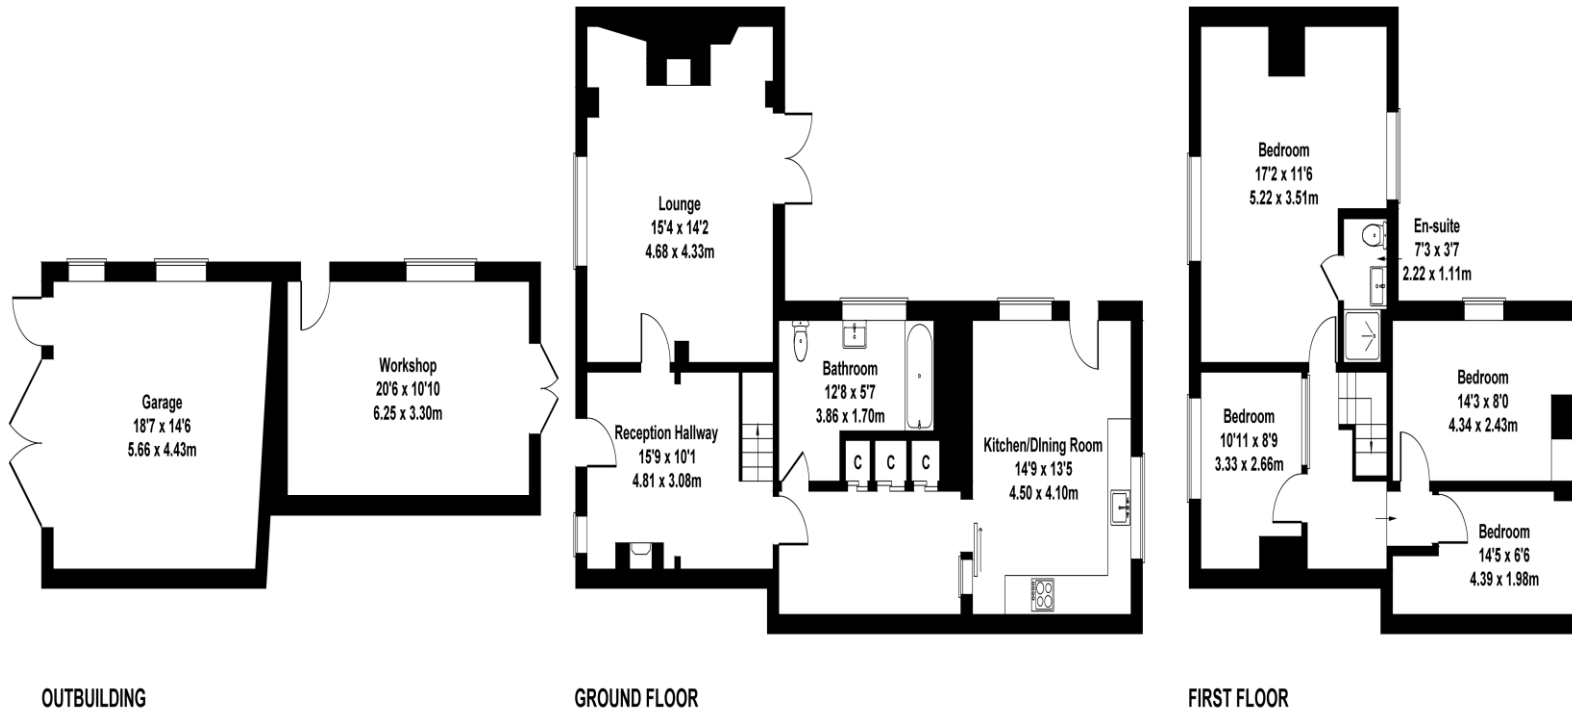 Garage
18'7 x 14'6
5.66 x 4.43m
Workshop
20'6 x 10'10
6.25 x 3.30m
OUTBUILDING
Lounge
15'4 x 14'2
4.68 x 4.33m
Reception Hallway
15'9 x 10'1
4.81 x 3.08m
Bathroom
12'8 x 5'7
3.86 x 1.70m
C
C
C
Kitchen/DIning Room
14'9 x 13'5
4.50 x 4.10m
GROUND FLOOR
Bedroom
17'2 x 11'6
5.22 x 3.51m
En-suite
7'3 x 3'7
2.22 x 1.11m
Bedroom
10'11 x 8'9
3.33 x 2.66m
Bedroom
14'3 x 8'0
4.34 x 2.43m
Bedroom
14'5 x 6'6
4.39 x 1.98m
FIRST FLOOR